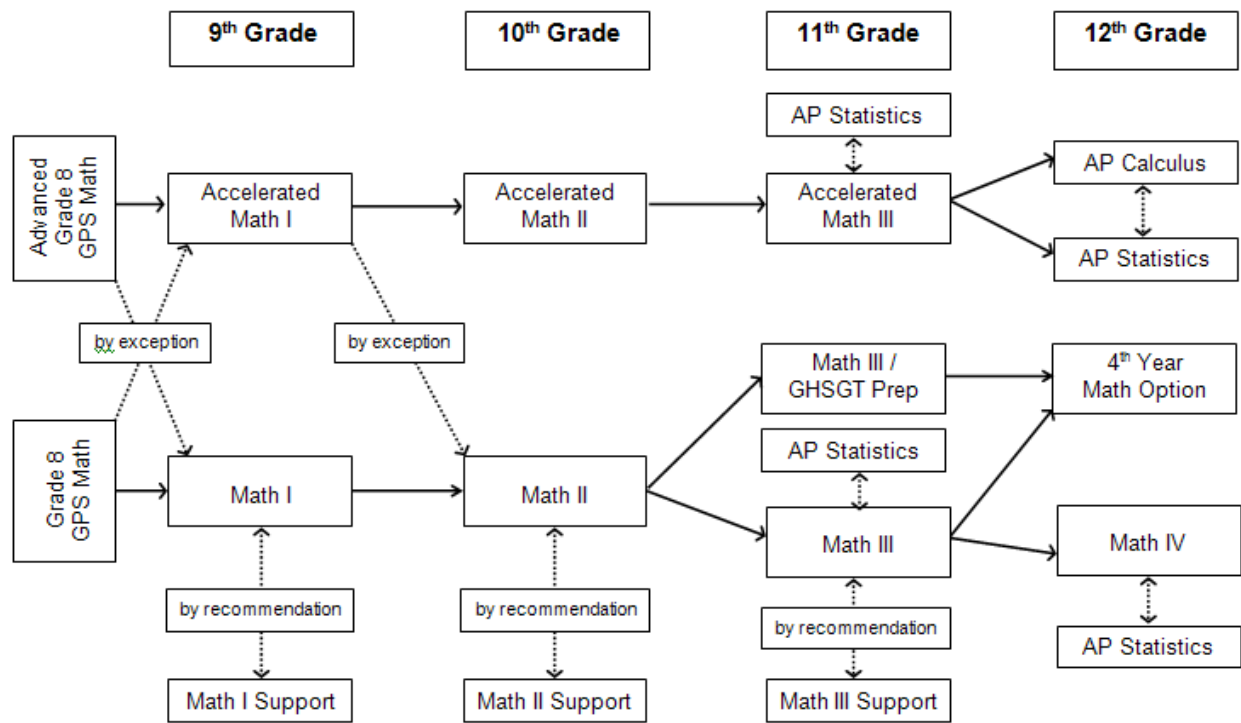 9th Grade
10th Grade
11th Grade
12th Grade
Advanced
Grade 8
GPS Math
Accelerated
Math I
Accelerated
Math II
AP Statistics
Accelerated
Math III
AP Calculus
AP Statistics
by exception
by exception
Grade 8
GPS Math
Math I
Math II
Math III /
GHSGT Prep
4th Year
Math Option
AP Statistics
Math III
Math IV
by recommendation
by recommendation
by recommendation
AP Statistics
Math I Support
Math II Support
Math III Support